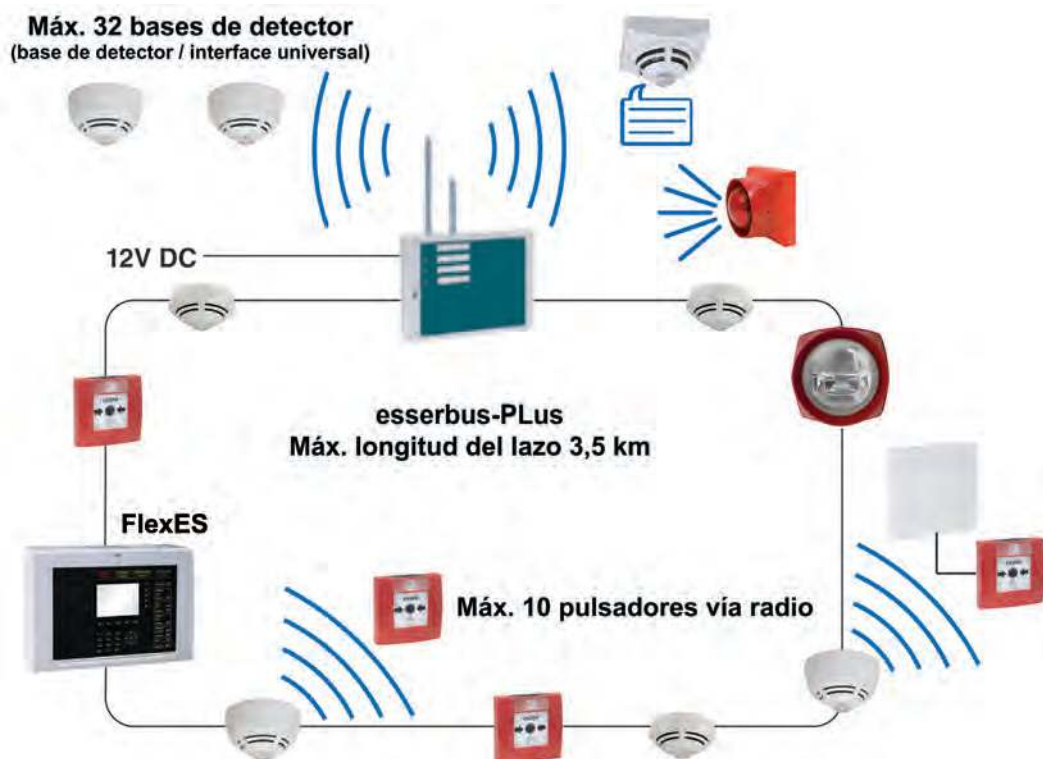 Máx. 32 bases de detector
(base de detector / interface universal)
12V DC
esserbus-PLus
Máx. longitud del lazo 3,5 km
FlexES
Máx. 10 pulsadores vía radio